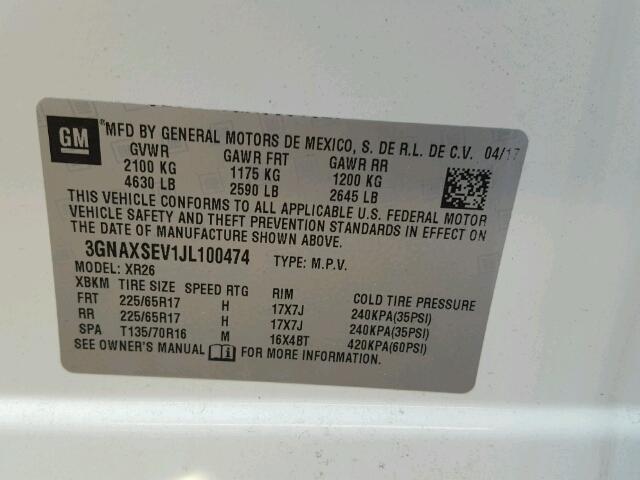 GM
®MFD BY GENERAL MOTORS DE MEXICO, S. DE R.L. DE C.V. 04/17
GVWR GAWR FRT GAWR RR
2100 KG 1175 KG 1200 KG
4630 LB 2590 LB 2645 LB
THIS VEHICLE CONFORMS TO ALL APPLICABLE U.S. FEDERAL MOTOR
VEHICLE SAFETY AND THEFT PREVENTION STANDARDS IN EFFECT ON
THE DATE OF MANUFACTURE SHOWN ABOVE.
3GNAXSEV1JL100474 TYPE: M.P.V.
MODEL: XR26
XBKM TIRE SIZE SPEED RTG RIM COLD TIRE PRESSURE
FRT 225/65R17 H 17X7J 240KPA(35PSI)
RR 225/65R17 H 17X7J 240KPA(35PSI)
SPA T135/70R16 M 16X4BT 420KPA(60PSI)
SEE OWNER'S MANUAL FOR MORE INFORMATION.